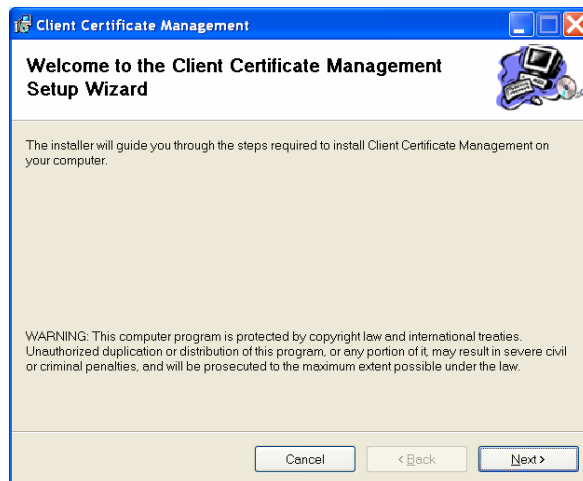 Client Certificate Management
Welcome to the Client Certificate Management
Setup Wizard
The installer will guide you through the steps required to install Client Certificate Management on
your computer.
WARNING: This computer program is protected by copyright law and international treaties.
Unauthorized duplication or distribution of this program, or any portion of it, may result in severe civil
or criminal penalties, and will be prosecuted to the maximum extent possible under the law.
Cancel
< Back
Next >